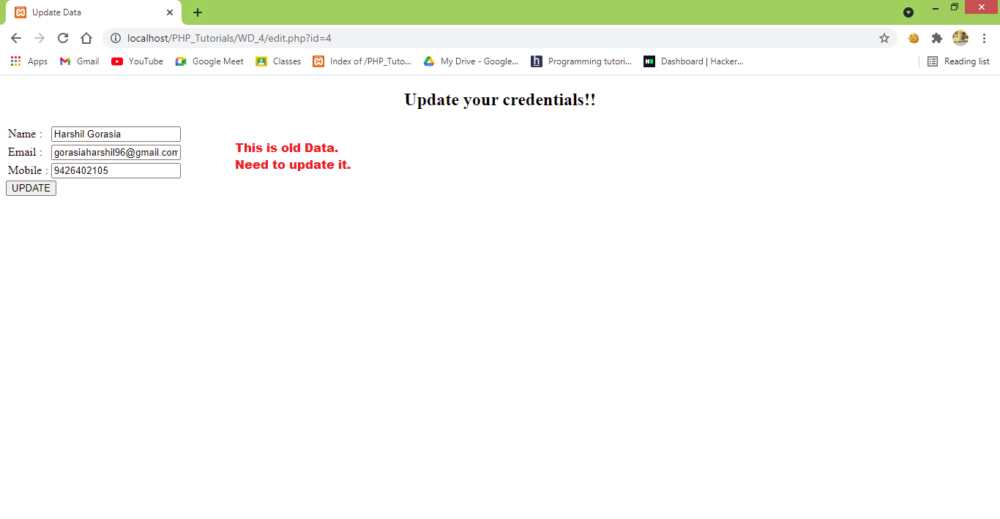 Update Data
localhost/PHP_Tutorials/WD_4/edit.php?id=4
Apps Gmail YouTube Google Meet Classes Index of /PHP_Tuto... My Drive - Google... Programming tutori... Dashboard | Hacker... Reading list
Update your credentials!!
Name : Harshil Gorasia
Email : gorasiaharshil96@gmail.com
Mobile : 9426402105
UPDATE
This is old Data.
Need to update it.